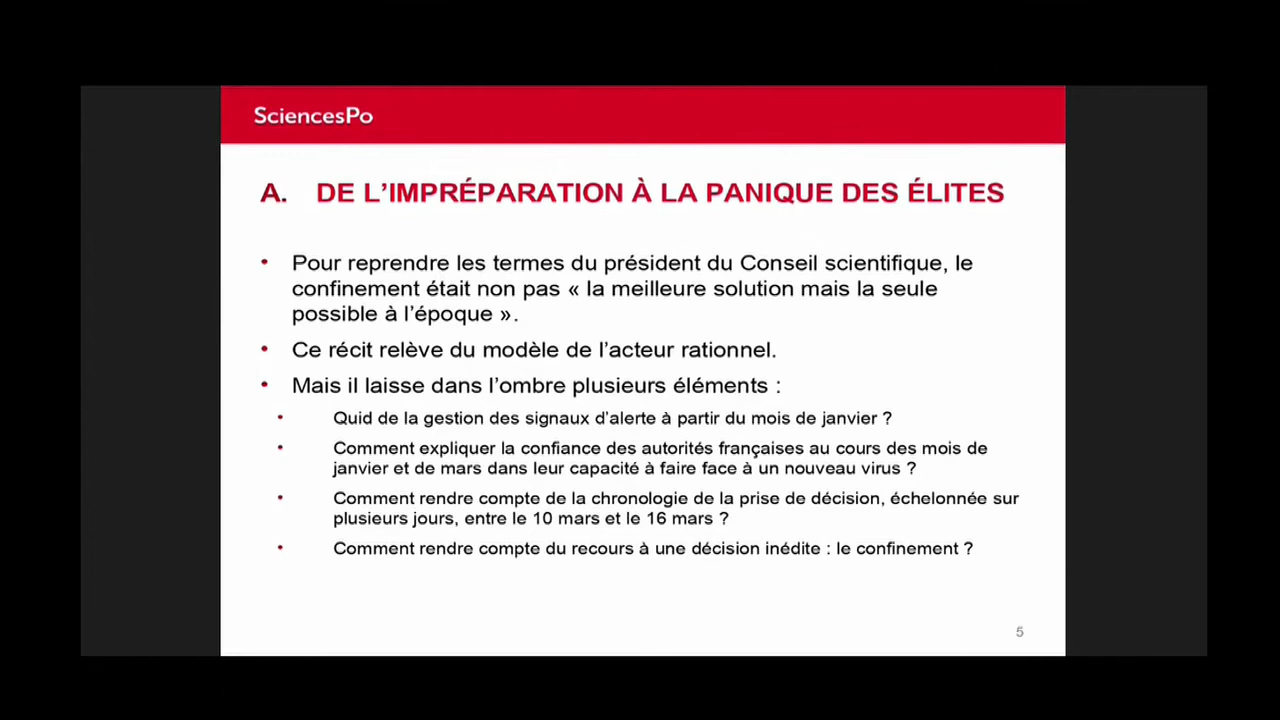 SciencesPo
A. DE L’IMPRÉPARATION À LA PANIQUE DES ÉLITES
• Pour reprendre les termes du président du Conseil scientifique, le
confinement était non pas « la meilleure solution mais la seule
possible à l’époque ».
• Ce récit relève du modèle de l’acteur rationnel.
• Mais il laisse dans l’ombre plusieurs éléments :
• Quid de la gestion des signaux d’alerte à partir du mois de janvier ?
• Comment expliquer la confiance des autorités françaises au cours des mois de
janvier et de mars dans leur capacité à faire face à un nouveau virus ?
• Comment rendre compte de la chronologie de la prise de décision, échelonnée sur
plusieurs jours, entre le 10 mars et le 16 mars ?
• Comment rendre compte du recours à une décision inédite : le confinement ?
5